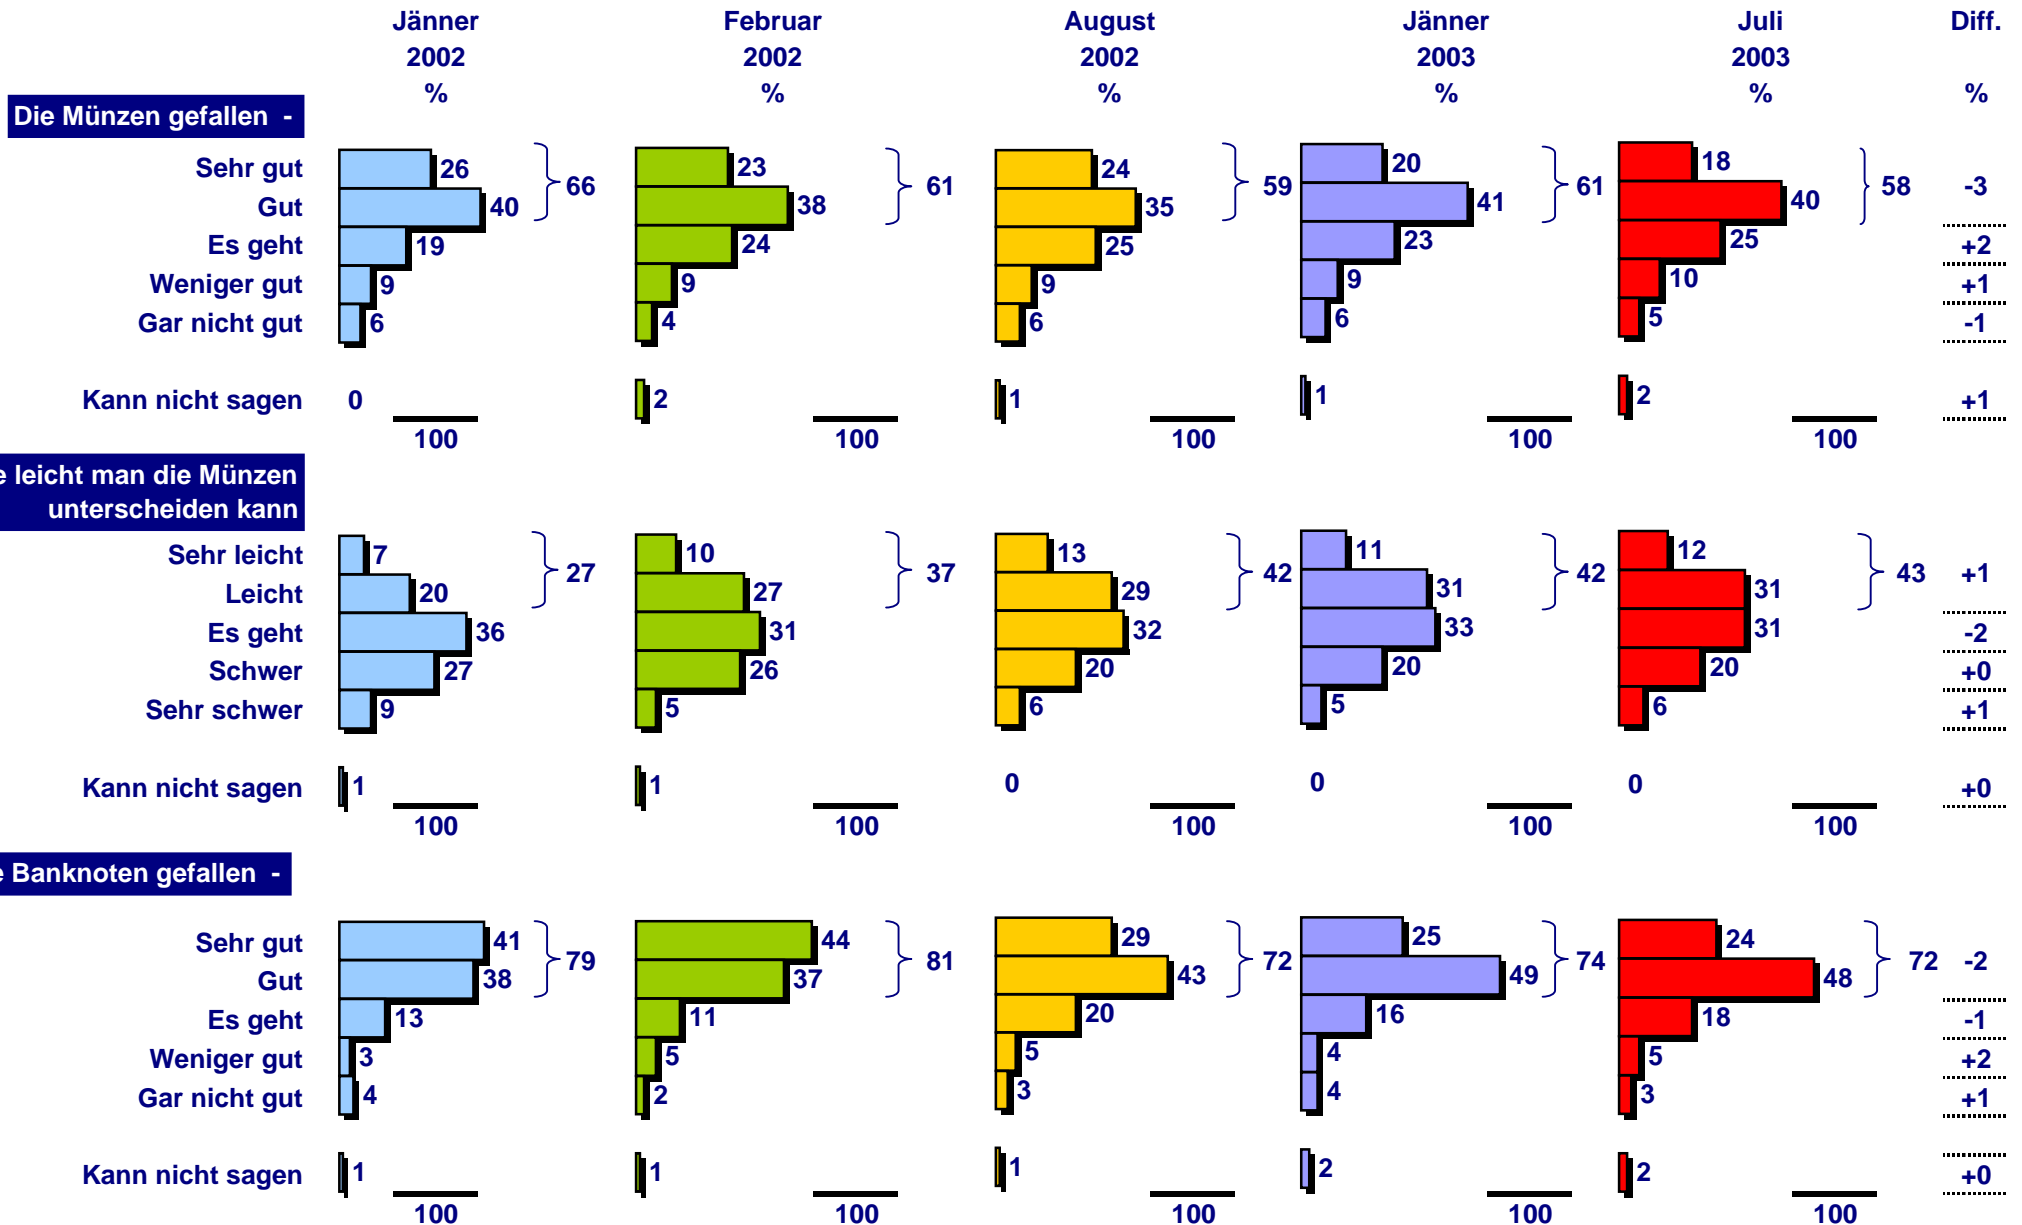 Jänner Februar August Jänner Juli Diff.
2002 2002 2002 2003 2003
% % % % % %
Die Münzen gefallen -
Sehr gut 26 23 24 20 18
66 61 59 61 58 -3
Gut 40 38 35 41 40
Es geht 19 24 25 23 25 +2
Weniger gut 9 9 9 9 10 +1
Gar nicht gut 6 4 6 6 5 -1
Kann nicht sagen 0 2 1 1 2 +1
100 100 100 100 100
leicht man die Münzen
unterscheiden kann
Sehr leicht 7 10 13 11 12
27 37 42 42 43 +1
Leicht 20 27 29 31 31
Es geht 36 31 32 33 31 -2
Schwer 27 26 20 20 20 +0
Sehr schwer 9 5 6 5 6 +1
Kann nicht sagen 1 1 0 0 0 +0
100 100 100 100 100
Banknoten gefallen -
Sehr gut 41 44 29 25 24
79 81 72 74 72 -2
Gut 38 37 43 49 48
Es geht 13 11 20 16 18 -1
Weniger gut 3 5 5 4 5 +2
Gar nicht gut 4 2 3 4 3 +1
Kann nicht sagen 1 1 1 2 2 +0
100 100 100 100 100